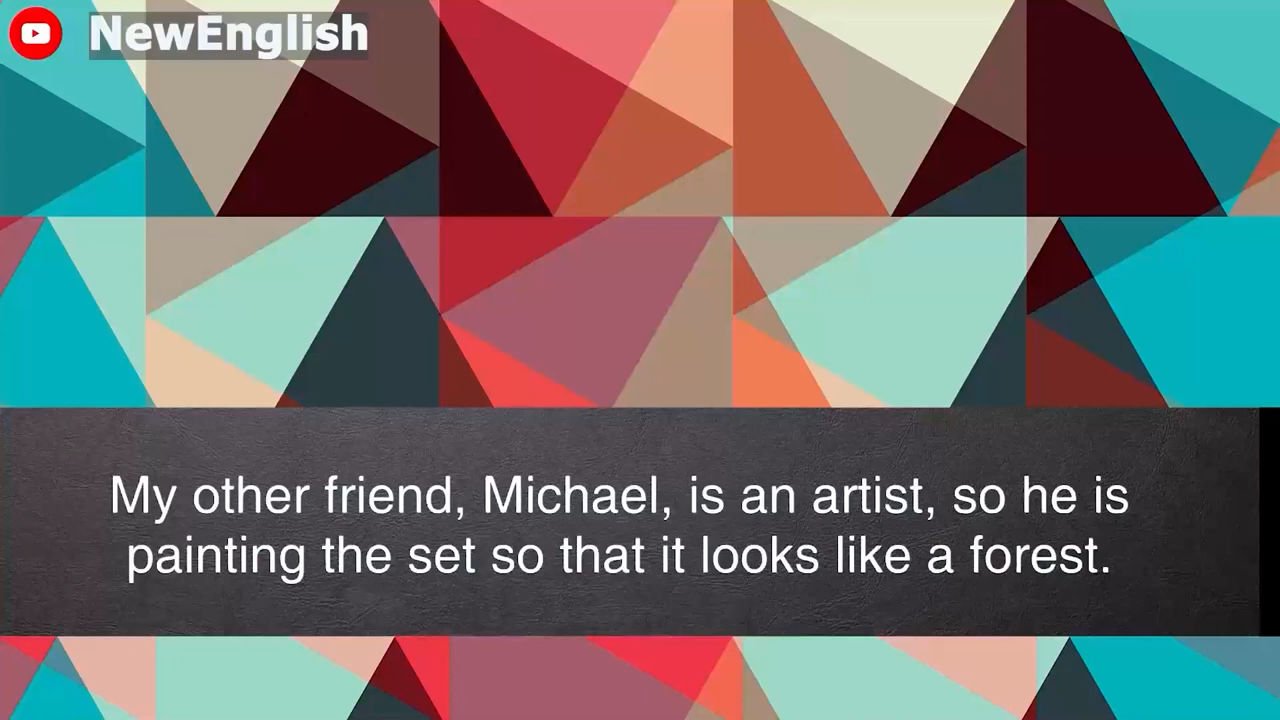 NewEnglish
My other friend, Michael, is an artist, so he is
painting the set so that it looks like a forest.